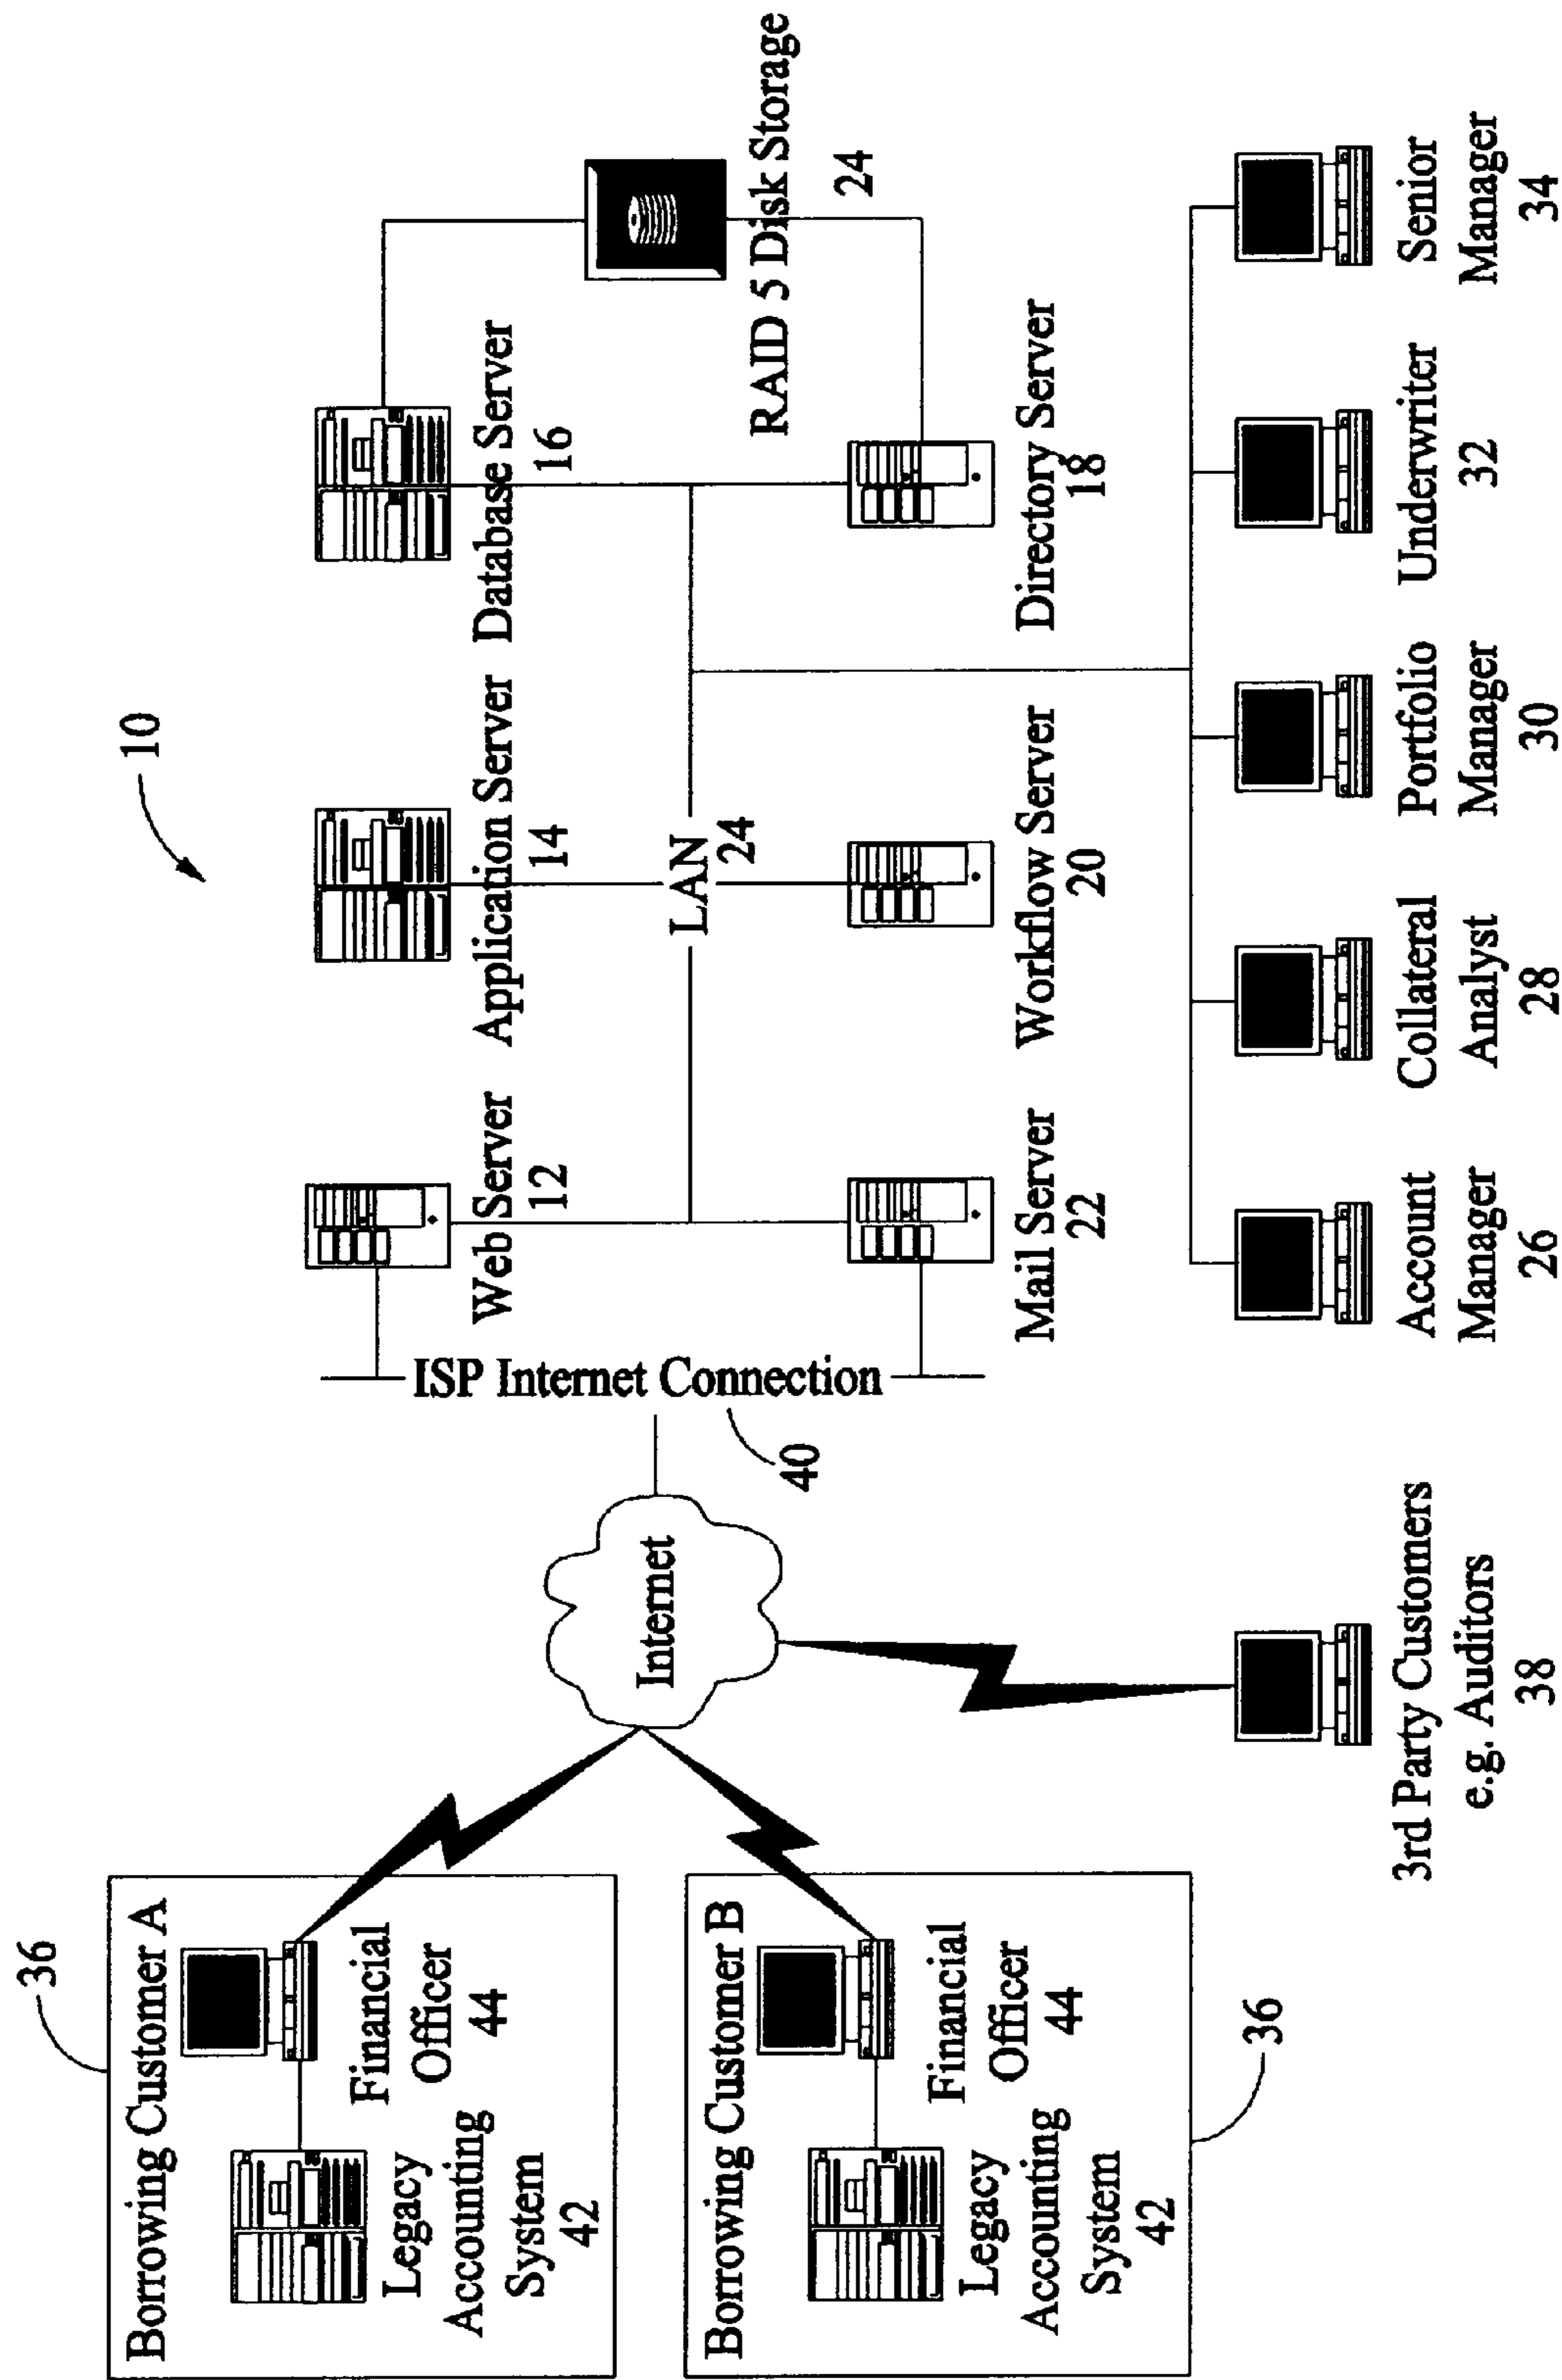 10
36
Borrowing Customer A
Legacy
Accounting
System
42
Financial
Officer
44
Borrowing Customer B
Legacy
Accounting
System
42
Financial
Officer
44
36
Internet
3rd Party Customers
e.g. Auditors
38
ISP Internet Connection
40
Web Server
12
Application Server
14
Database Server
16
RAID 5 Disk Storage
24
LAN
24
Mail Server
22
Workflow Server
20
Directory Server
18
Account
Manager
26
Collateral
Analyst
28
Portfolio
Manager
30
Underwriter
32
Senior
Manager
34